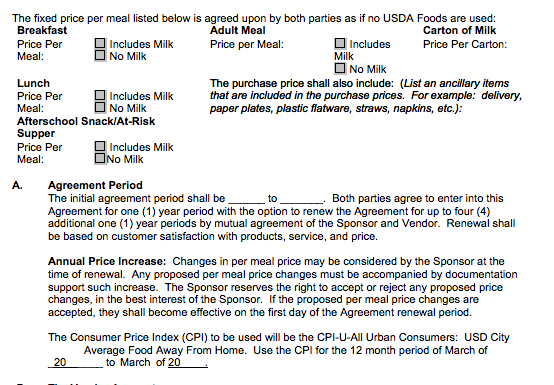 The fixed price per meal listed below is agreed upon by both parties as if no USDA Foods are used:
Breakfast Adult Meal Carton of Milk
Price Per Includes Milk Price per Meal: Includes Price Per Carton:
Meal: No Milk Milk
No Milk
Lunch The purchase price shall also include: (List an ancillary items
Price Per Includes Milk that are included in the purchase prices. For example: delivery,
Meal: No Milk paper plates, plastic flatware, straws, napkins, etc.):
Afterschool Snack/At-Risk
Supper
Price Per Includes Milk
Meal: No Milk
A. Agreement Period
The initial agreement period shall be ______ to _______. Both parties agree to enter into this
Agreement for one (1) year period with the option to renew the Agreement for up to four (4)
additional one (1) year periods by mutual agreement of the Sponsor and Vendor. Renewal shall
be based on customer satisfaction with products, service, and price.
Annual Price Increase: Changes in per meal price may be considered by the Sponsor at the
time of renewal. Any proposed per meal price changes must be accompanied by documentation
support such increase. The Sponsor reserves the right to accept or reject any proposed price
changes, in the best interest of the Sponsor. If the proposed per meal price changes are
accepted, they shall become effective on the first day of the Agreement renewal period.
The Consumer Price Index (CPI) to be used will be the CPI-U-All Urban Consumers: USD City
Average Food Away From Home. Use the CPI for the 12 month period of March of
20 to March of 20 .